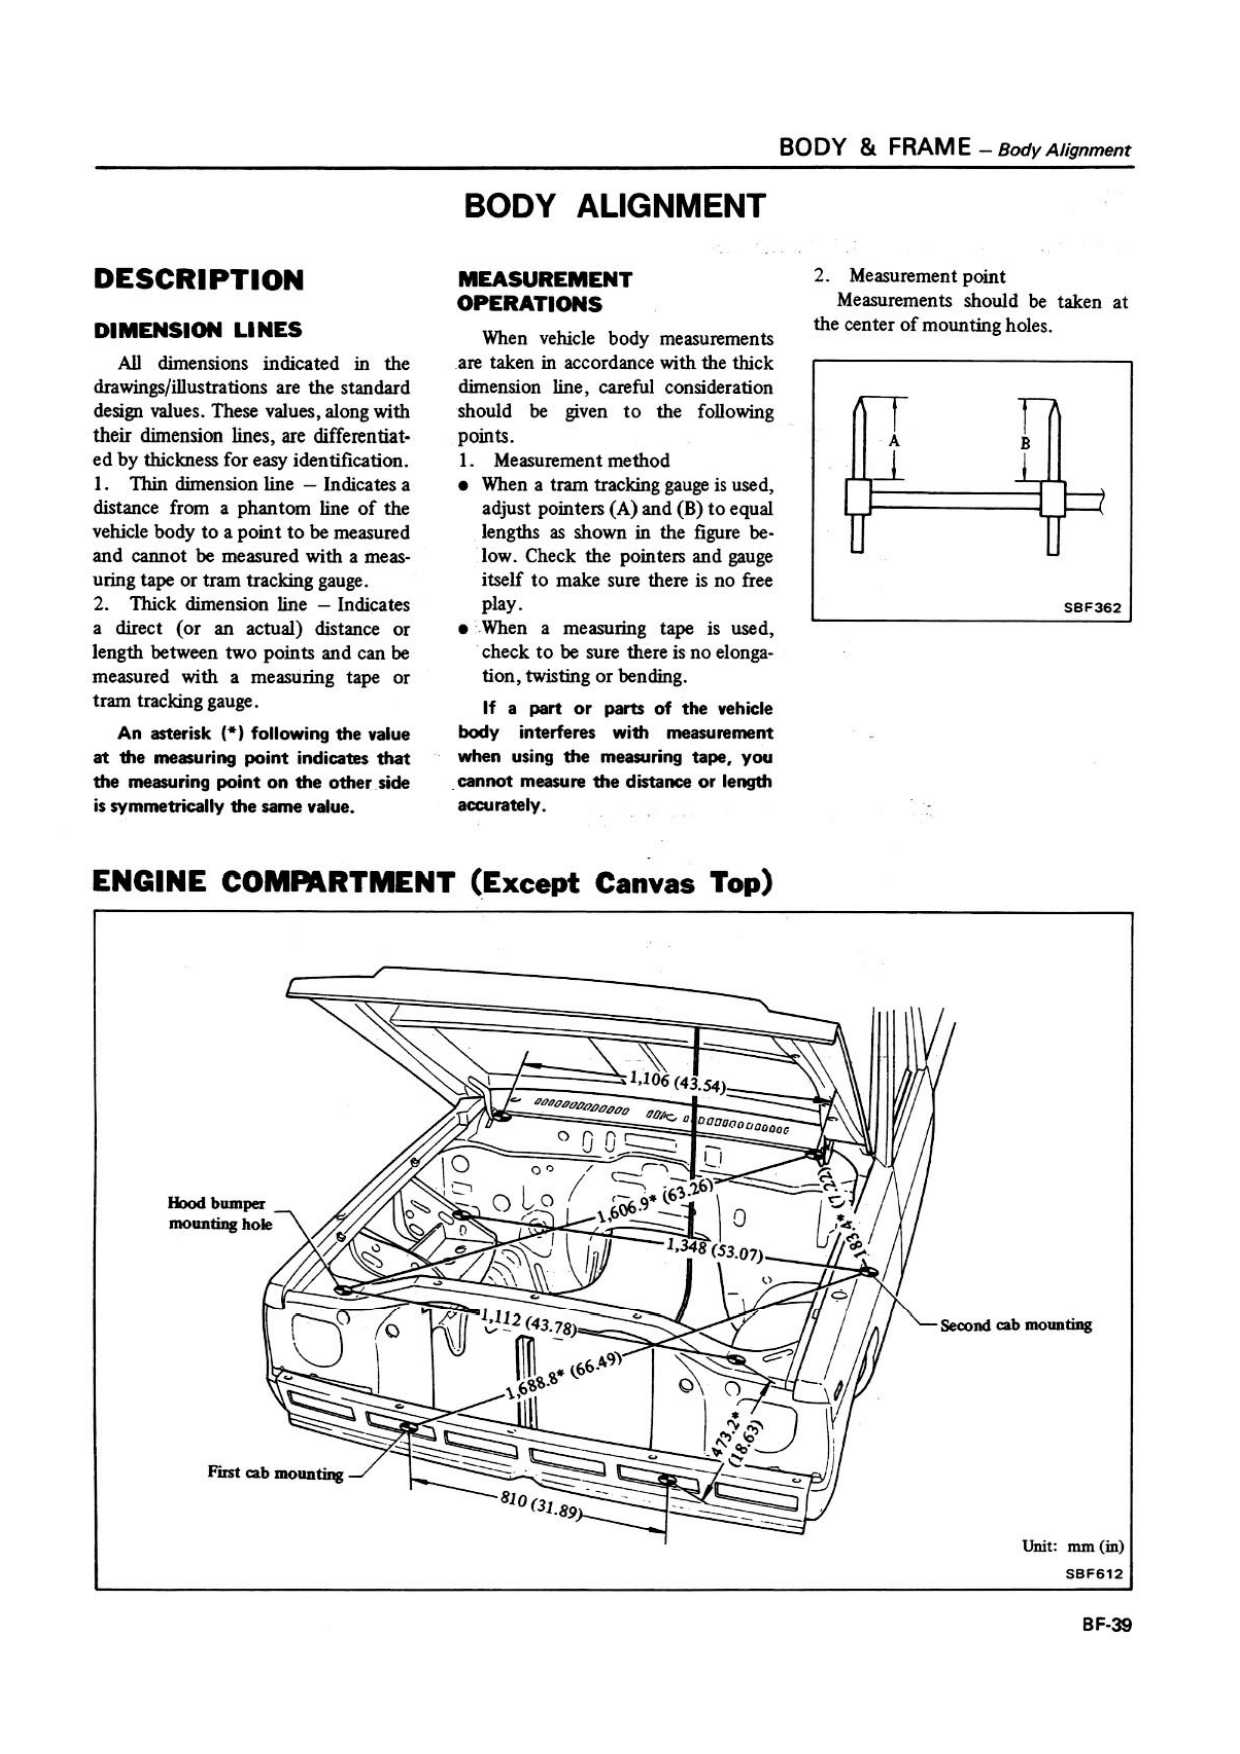 BODY & FRAME – Body Alignment
BODY ALIGNMENT
DESCRIPTION
DIMENSION LINES
All dimensions indicated in the
drawings/illustrations are the standard
design values. These values, along with
their dimension lines, are differentiat-
ed by thickness for easy identification.
1. Thin dimension line — Indicates a
distance from a phantom line of the
vehicle body to a point to be measured
and cannot be measured with a meas-
uring tape or tram tracking gauge.
2. Thick dimension line — Indicates
a direct (or an actual) distance or
length between two points and can be
measured with a measuring tape or
tram tracking gauge.
An asterisk (*) following the value
at the measuring point indicates that
the measuring point on the other side
is symmetrically the same value.
MEASUREMENT
OPERATIONS
When vehicle body measurements
are taken in accordance with the thick
dimension line, careful consideration
should be given to the following
points.
1. Measurement method
● When a tram tracking gauge is used,
adjust pointers (A) and (B) to equal
lengths as shown in the figure be-
low. Check the pointers and gauge
itself to make sure there is no free
play.
● When a measuring tape is used,
check to be sure there is no elonga-
tion, twisting or bending.
If a part or parts of the vehicle
body interferes with measurement
when using the measuring tape, you
cannot measure the distance or length
accurately.
2. Measurement point
Measurements should be taken at
the center of mounting holes.
A
B
SBF362
ENGINE COMPARTMENT (Except Canvas Top)
1,106 (43.54)
1,606.9* (63.26)
183.4* (7.22)
Hood bumper
mounting hole
1,348 (53.07)
1,112 (43.78)
Second cab mounting
1,688.8* (66.49)
473.2*
(18.63)
First cab mounting
810 (31.89)
Unit: mm (in)
SBF612
BF-39